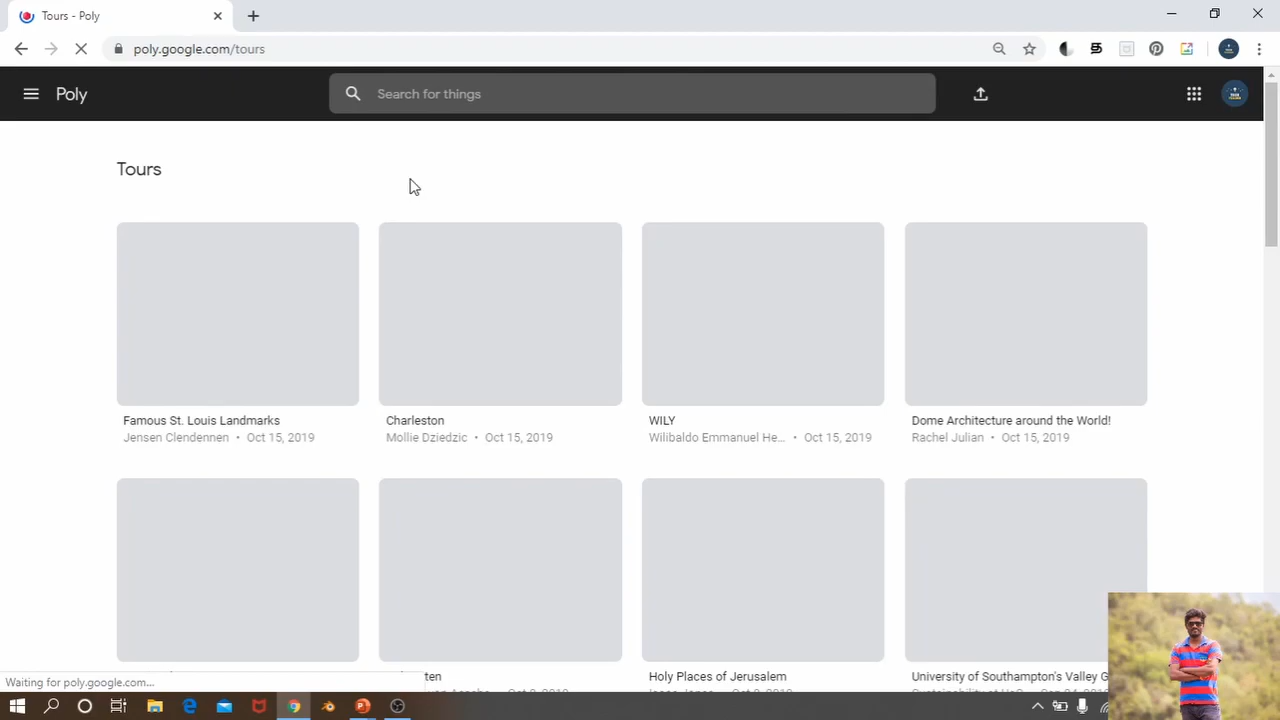 Tours - Poly
poly.google.com/tours
Poly
Search for things
Tours
Famous St. Louis Landmarks
Jensen Clendennen • Oct 15, 2019
Charleston
Mollie Dziedzic • Oct 15, 2019
WILY
Wilibaldo Emmanuel He... • Oct 15, 2019
Dome Architecture around the World!
Rachel Julian • Oct 15, 2019
Holy Places of Jerusalem
University of Southampton's Valley G
Waiting for poly.google.com...